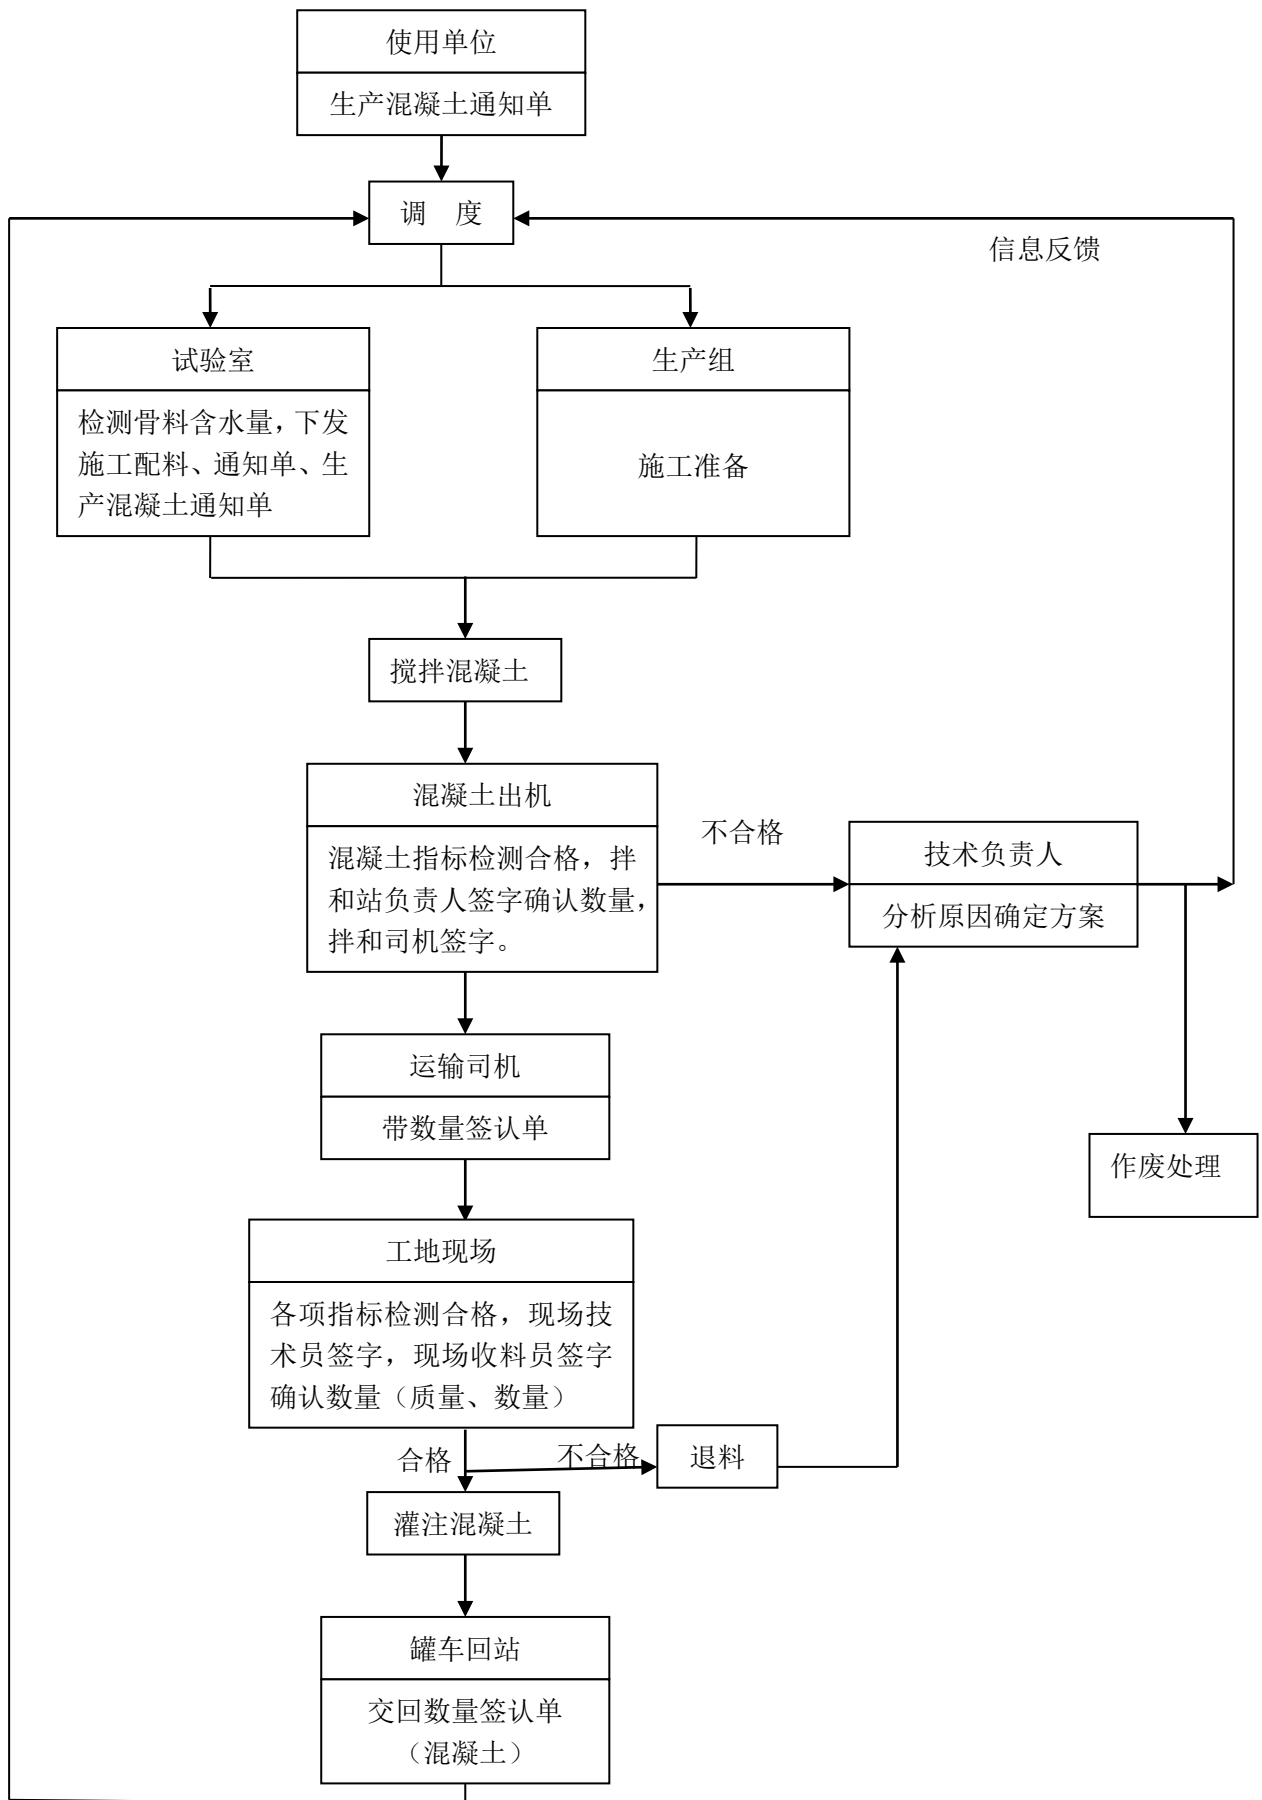 使用单位
生产混凝土通知单
调 度
信息反馈
试验室
生产组
检测骨料含水量，下发
施工配料、通知单、生
产混凝土通知单
施工准备
搅拌混凝土
混凝土出机
混凝土指标检测合格，拌
和站负责人签字确认数量，
拌和司机签字。
不合格
技术负责人
分析原因确定方案
运输司机
带数量签认单
作废处理
工地现场
各项指标检测合格，现场技
术员签字，现场收料员签字
确认数量（质量、数量）
合格
不合格
退料
灌注混凝土
罐车回站
交回数量签认单
（混凝土）